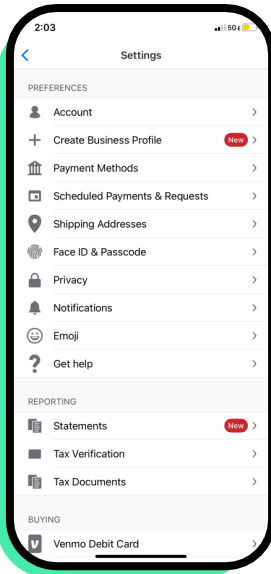 2:03
5GE
Settings
PREFERENCES
Account
Create Business Profile New
Payment Methods
Scheduled Payments & Requests
Shipping Addresses
Face ID & Passcode
Privacy
Notifications
Emoji
Get help
REPORTING
Statements New
Tax Verification
Tax Documents
BUYING
Venmo Debit Card